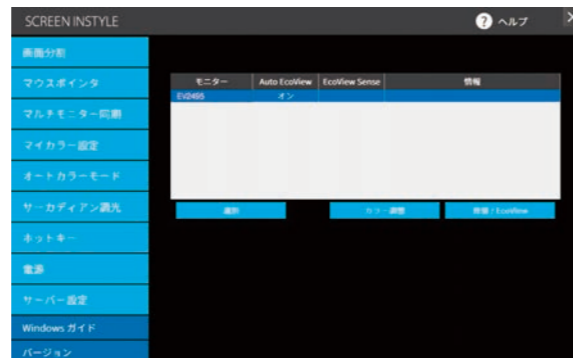 SCREEN INSTYLE
? ヘルプ
画面分割
マウスポインタ
マルチモニター同期
マイカラー設定
オートカラーモード
サーカディアン調光
ホットキー
電源
サーバー設定
Windows ガイド
バージョン
モニター Auto EcoView EcoView Sense 情報
EV2495 オン
識別 カラー調整 音量 / EcoView